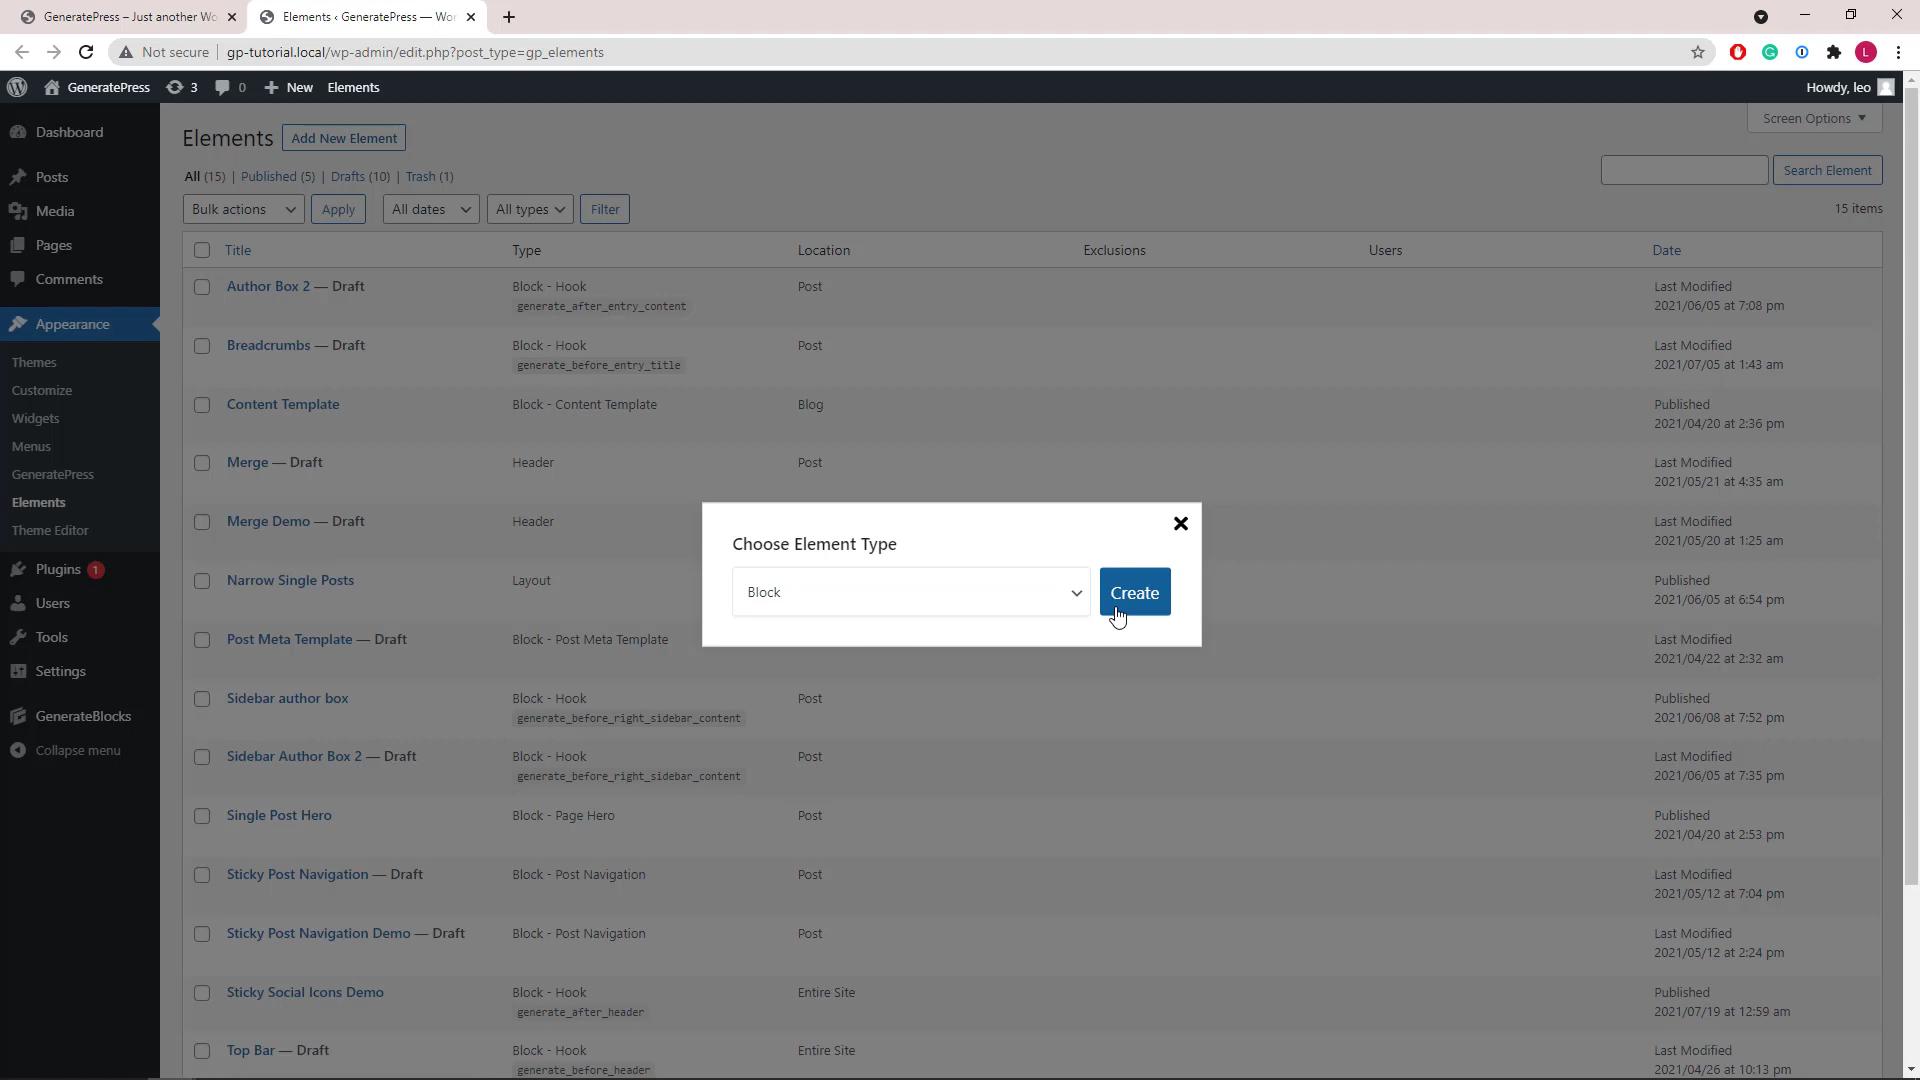 GeneratePress – Just another Wo
Elements ‹ GeneratePress — Wor
Not secure
gp-tutorial.local/wp-admin/edit.php?post_type=gp_elements
L
GeneratePress
3
0
New
Elements
Howdy, leo
Dashboard
Posts
Media
Pages
Comments
Appearance
Themes
Customize
Widgets
Menus
GeneratePress
Elements
Theme Editor
Plugins 1
Users
Tools
Settings
GenerateBlocks
Collapse menu
Screen Options
Elements Add New Element
All (15) | Published (5) | Drafts (10) | Trash (1)
Search Element
Bulk actions Apply All dates All types Filter
15 items
Title Type Location Exclusions Users Date
Author Box 2 — Draft Block - Hook Post Last Modified
generate_after_entry_content 2021/06/05 at 7:08 pm
Breadcrumbs — Draft Block - Hook Post Last Modified
generate_before_entry_title 2021/07/05 at 1:43 am
Content Template Block - Content Template Blog Published
2021/04/20 at 2:36 pm
Merge — Draft Header Post Last Modified
2021/05/21 at 4:35 am
Merge Demo — Draft Header Last Modified
2021/05/20 at 1:25 am
Choose Element Type
Block
Create
Narrow Single Posts Layout Published
2021/06/05 at 6:54 pm
Post Meta Template — Draft Block - Post Meta Template Last Modified
2021/04/22 at 2:32 am
Sidebar author box Block - Hook Post Published
generate_before_right_sidebar_content 2021/06/08 at 7:52 pm
Sidebar Author Box 2 — Draft Block - Hook Post Last Modified
generate_before_right_sidebar_content 2021/06/05 at 7:35 pm
Single Post Hero Block - Page Hero Post Published
2021/04/20 at 2:53 pm
Sticky Post Navigation — Draft Block - Post Navigation Post Last Modified
2021/05/12 at 7:04 pm
Sticky Post Navigation Demo — Draft Block - Post Navigation Post Last Modified
2021/05/12 at 2:24 pm
Sticky Social Icons Demo Block - Hook Entire Site Published
generate_after_header 2021/07/19 at 12:59 am
Top Bar — Draft Block - Hook Entire Site Last Modified
generate_before_header 2021/04/26 at 10:13 pm